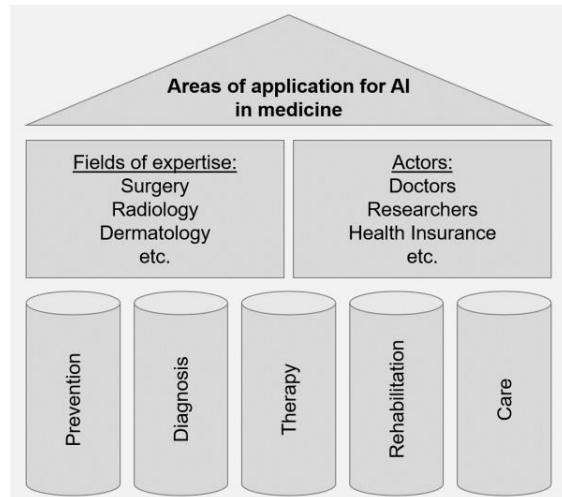 Areas of application for AI
in medicine
Fields of expertise:
Surgery
Radiology
Dermatology
etc.
Actors:
Doctors
Researchers
Health Insurance
etc.
Prevention
Diagnosis
Therapy
Rehabilitation
Care